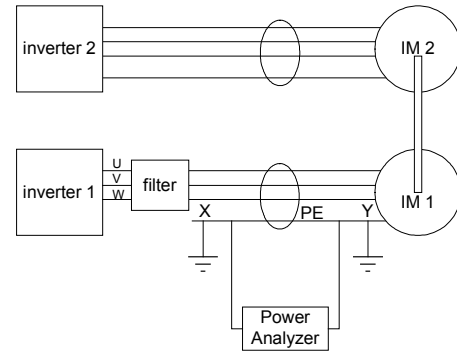 inverter 2
IM 2
inverter 1
U
V
W
filter
X
PE
Y
IM 1
Power
Analyzer